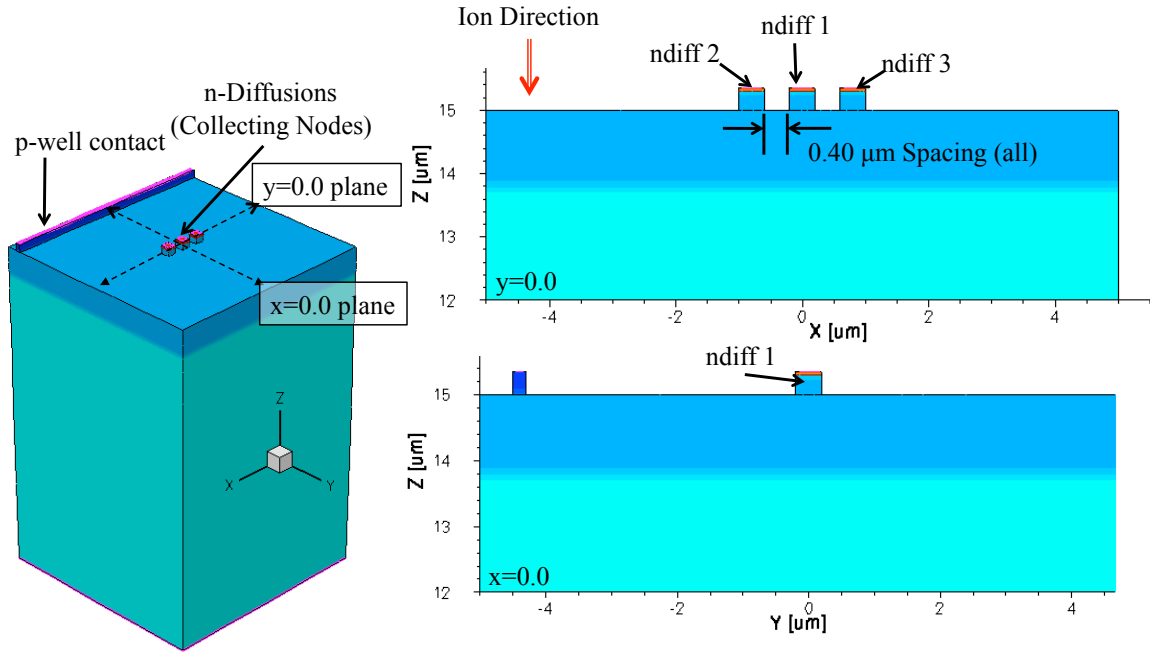 n-Diffusions
(Collecting Nodes)
p-well contact
y=0.0 plane
x=0.0 plane
Z
X
Y
Ion Direction
ndiff 2
ndiff 1
ndiff 3
0.40 μm Spacing (all)
15
14
13
12
Z [um]
y=0.0
-4
-2
0
2
4
X [um]
ndiff 1
15
14
13
12
Z [um]
x=0.0
-4
-2
0
2
4
Y [um]